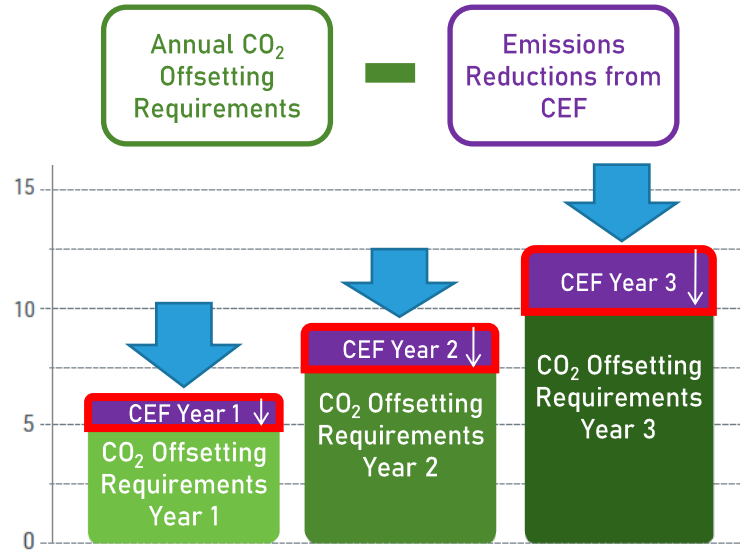 Annual CO₂
Offsetting
Requirements
Emissions
Reductions from
CEF
15
10
5
0
CEF Year 1
CO₂ Offsetting
Requirements
Year 1
CEF Year 2
CO₂ Offsetting
Requirements
Year 2
CEF Year 3
CO₂ Offsetting
Requirements
Year 3